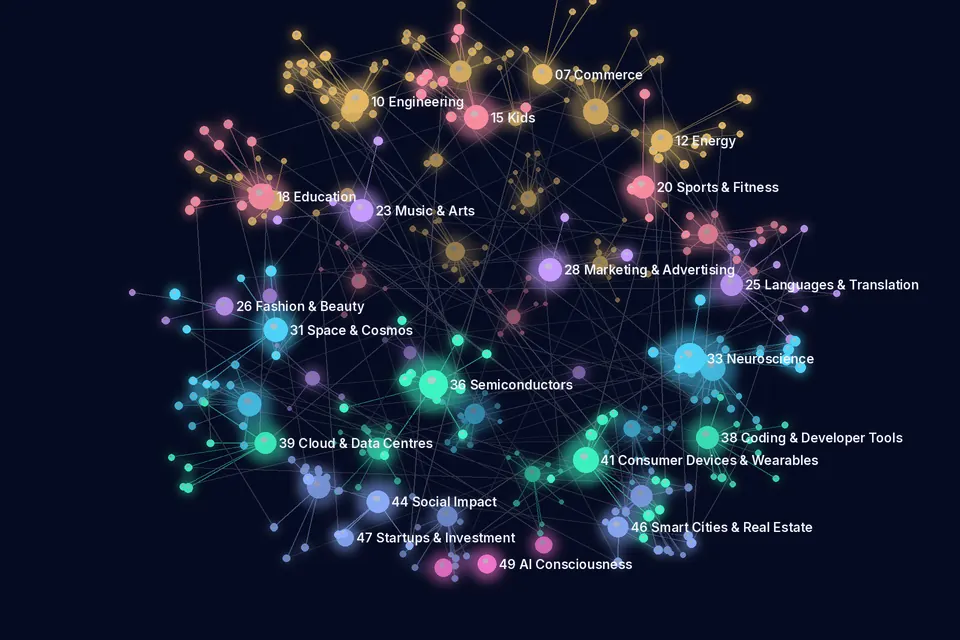 07 Commerce
10 Engineering
15 Kids
12 Energy
20 Sports & Fitness
18 Education
23 Music & Arts
28 Marketing & Advertising
25 Languages & Translation
26 Fashion & Beauty
31 Space & Cosmos
33 Neuroscience
36 Semiconductors
38 Coding & Developer Tools
39 Cloud & Data Centres
41 Consumer Devices & Wearables
44 Social Impact
46 Smart Cities & Real Estate
47 Startups & Investment
49 AI Consciousness